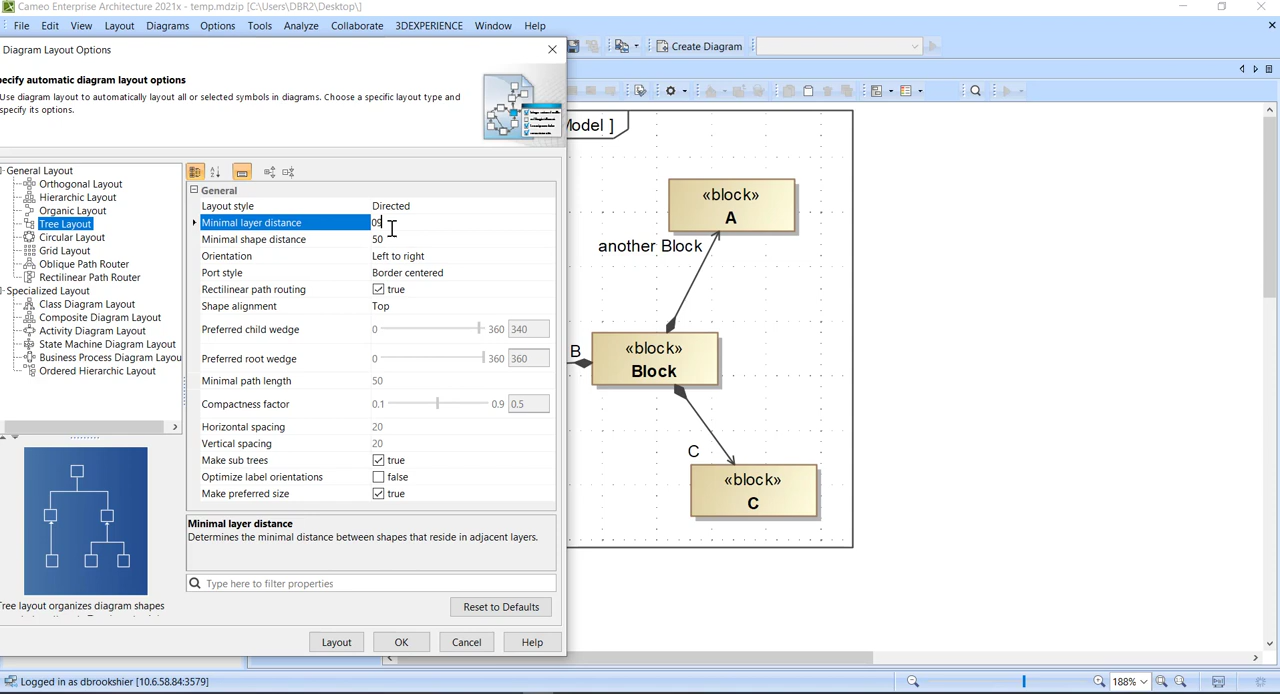 Cameo Enterprise Architecture 2021x - temp.mdzip [C:\Users\DBR2\Desktop\]
File Edit View Layout Diagrams Options Tools Analyze Collaborate 3DEXPERIENCE Window Help
Diagram Layout Options
Create Diagram
ecify automatic diagram layout options
Use diagram layout to automatically layout all or selected symbols in diagrams. Choose a specific layout type and
specify its options.
General Layout
Orthogonal Layout
Hierarchic Layout
Organic Layout
Tree Layout
Circular Layout
Grid Layout
Oblique Path Router
Rectilinear Path Router
Specialized Layout
Class Diagram Layout
Composite Diagram Layout
Activity Diagram Layout
State Machine Diagram Layout
Business Process Diagram Layou
Ordered Hierarchic Layout
Tree layout organizes diagram shapes
General
Layout style Directed
Minimal layer distance 09
Minimal shape distance 50
Orientation Left to right
Port style Border centered
Rectilinear path routing true
Shape alignment Top
Preferred child wedge 0 360 340
Preferred root wedge 0 360 360
Minimal path length 50
Compactness factor 0.1 0.9 0.5
Horizontal spacing 20
Vertical spacing 20
Make sub trees true
Optimize label orientations false
Make preferred size true
Minimal layer distance
Determines the minimal distance between shapes that reside in adjacent layers.
Type here to filter properties
Reset to Defaults
Layout OK Cancel Help
Model ]
«block»
A
another Block
B
«block»
Block
C
«block»
C
Logged in as dbrookshier [10.6.58.84:3579]
188%